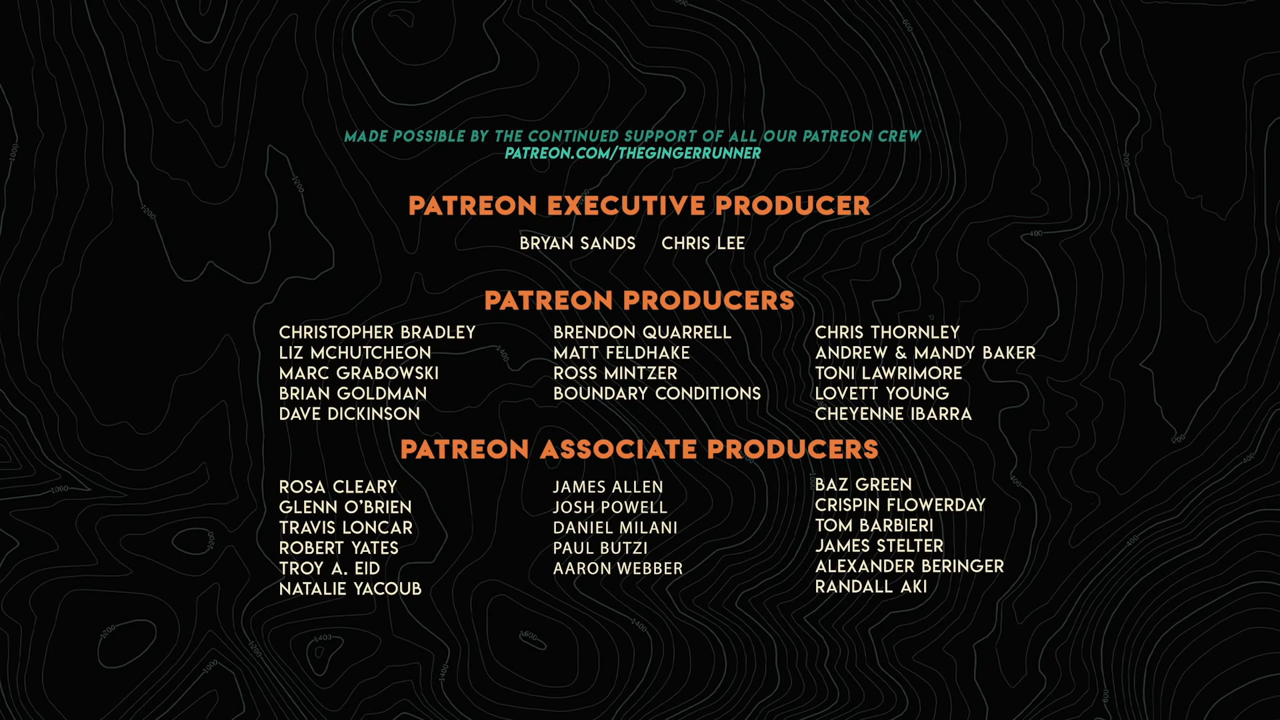 MADE POSSIBLE BY THE CONTINUED SUPPORT OF ALL OUR PATREON CREW
PATREON.COM/THEGINGERRUNNER
PATREON EXECUTIVE PRODUCER
BRYAN SANDS CHRIS LEE
PATREON PRODUCERS
CHRISTOPHER BRADLEY
LIZ MCHUTCHEON
MARC GRABOWSKI
BRIAN GOLDMAN
DAVE DICKINSON
BRENDON QUARRELL
MATT FELDHAKE
ROSS MINTZER
BOUNDARY CONDITIONS
CHRIS THORNLEY
ANDREW & MANDY BAKER
TONI LAWRIMORE
LOVETT YOUNG
CHEYENNE IBARRA
PATREON ASSOCIATE PRODUCERS
ROSA CLEARY
GLENN O'BRIEN
TRAVIS LONCAR
ROBERT YATES
TROY A. EID
NATALIE YACOUB
JAMES ALLEN
JOSH POWELL
DANIEL MILANI
PAUL BUTZI
AARON WEBBER
BAZ GREEN
CRISPIN FLOWERDAY
TOM BARBIERI
JAMES STELTER
ALEXANDER BERINGER
RANDALL AKI